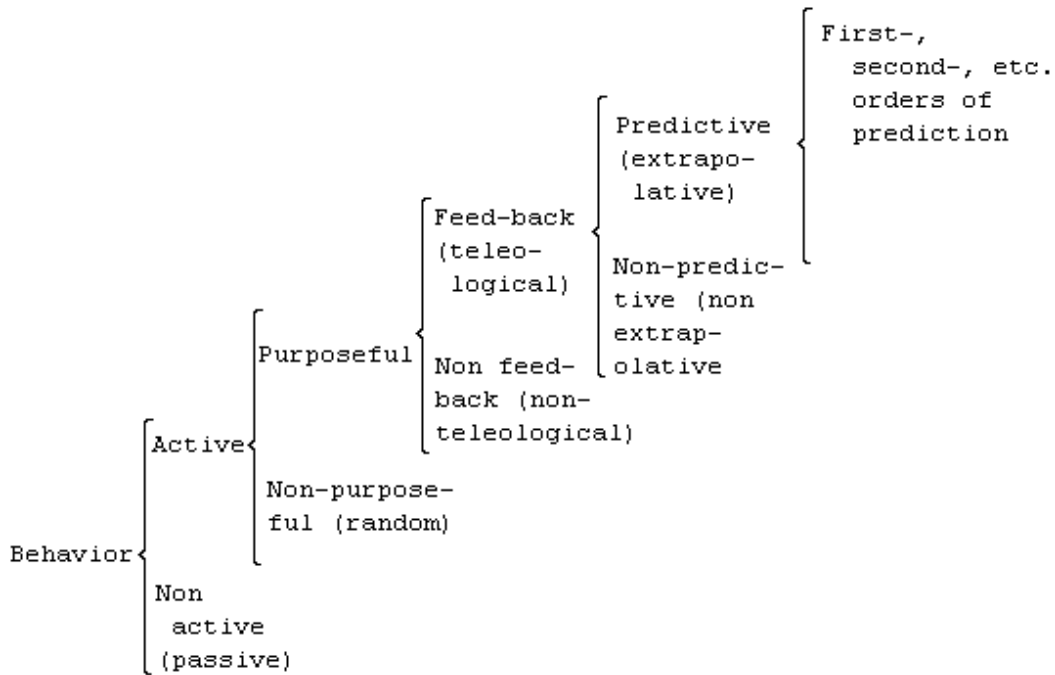 Behavior
Active
Non
active
(passive)
Purposeful
Non-purpose-
ful (random)
Feed-back
(teleo-
logical)
Non feed-
back (non-
teleological)
Predictive
(extrapo-
lative)
Non-predic-
tive (non
extrap-
olative
First-,
second-, etc.
orders of
prediction